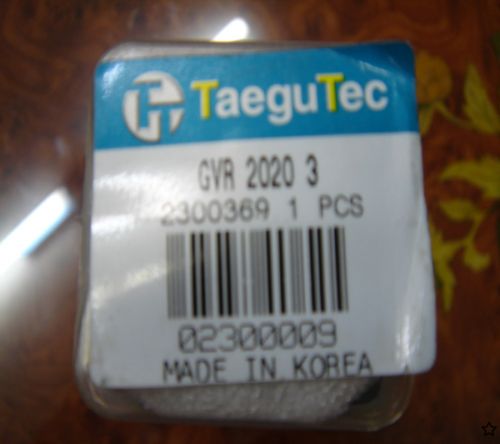 TaeguTec
GVR 2020 3
2300369 1 PCS
02300009
MADE IN KOREA